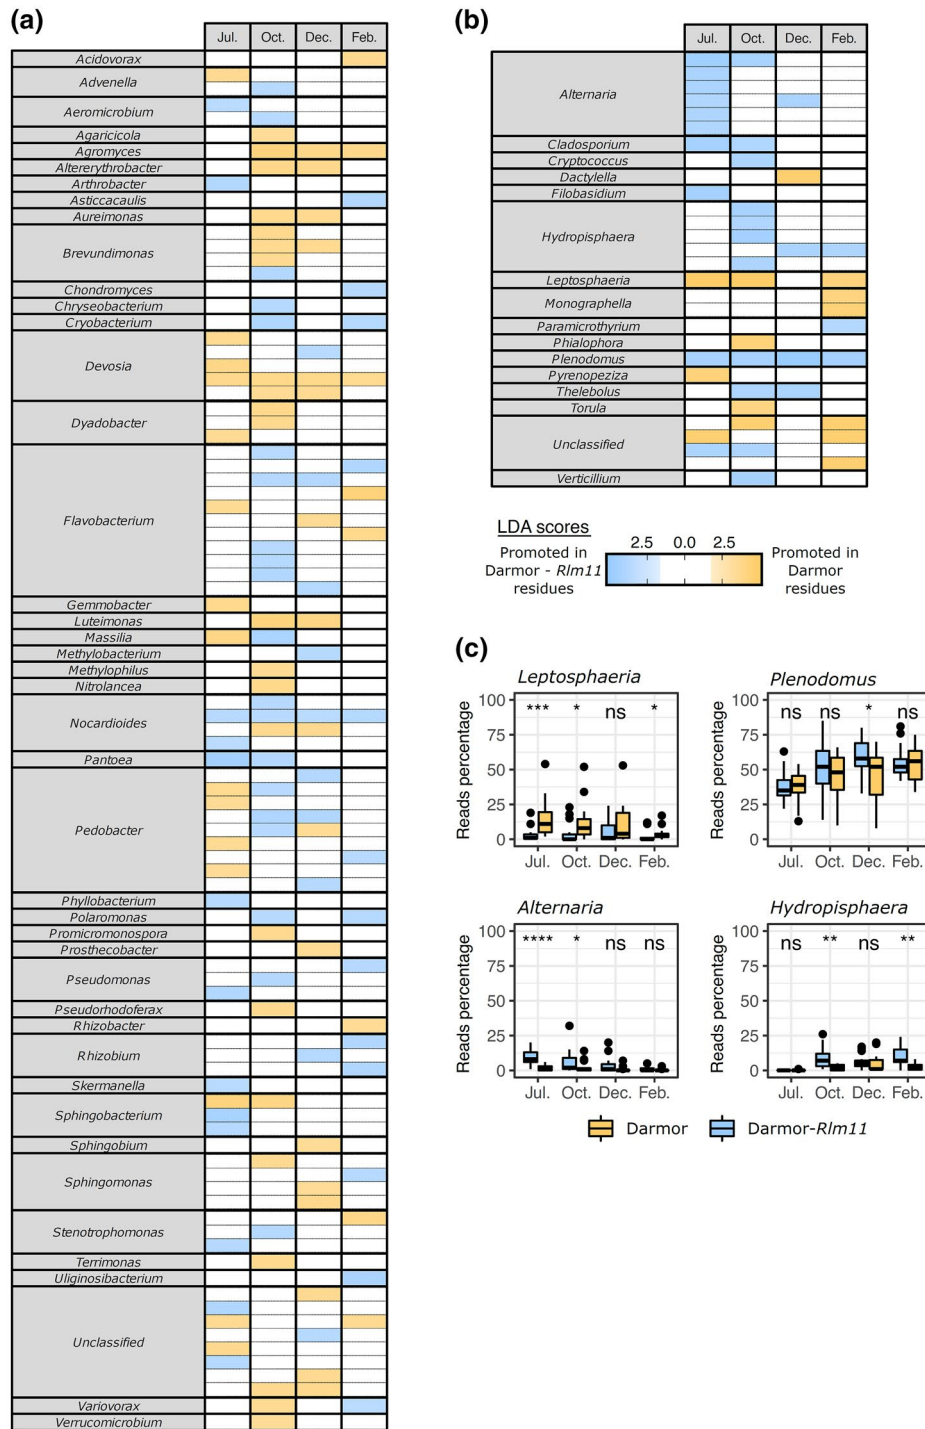 (a)
Jul. Oct. Dec. Feb.
Acidovorax
Advenella
Aeromicrobium
Agaricicola
Agromyces
Altererythrobacter
Arthrobacter
Asticcacaulis
Aureimonas
Brevundimonas
Chondromyces
Chryseobacterium
Cryobacterium
Devosia
Dyadobacter
Flavobacterium
Gemmobacter
Luteimonas
Massilia
Methylobacterium
Methylophilus
Nitrolancea
Nocardioides
Pantoea
Pedobacter
Phyllobacterium
Polaromonas
Promicromonospora
Prosthecobacter
Pseudomonas
Pseudorhodoferax
Rhizobacter
Rhizobium
Skermanella
Sphingobacterium
Sphingobium
Sphingomonas
Stenotrophomonas
Terrimonas
Uliginosibacterium
Unclassified
Variovorax
Verrucomicrobium
(b)
Jul. Oct. Dec. Feb.
Alternaria
Cladosporium
Cryptococcus
Dactylella
Filobasidium
Hydropisphaera
Leptosphaeria
Monographella
Paramicrothyrium
Phialophora
Plenodomus
Pyrenopeziza
Thelebolus
Torula
Unclassified
Verticillium
LDA scores
2.5 0.0 2.5
Promoted in
Darmor - Rlm11
residues
Promoted in
Darmor
residues
(c)
Leptosphaeria
Reads percentage
100
75
50
25
0
*** * ns *
Jul. Oct. Dec. Feb.
Plenodomus
Reads percentage
100
75
50
25
0
ns ns * ns
Jul. Oct. Dec. Feb.
Alternaria
Reads percentage
100
75
50
25
0
**** * ns ns
Jul. Oct. Dec. Feb.
Hydropisphaera
Reads percentage
100
75
50
25
0
ns ** ns **
Jul. Oct. Dec. Feb.
Darmor Darmor-Rlm11